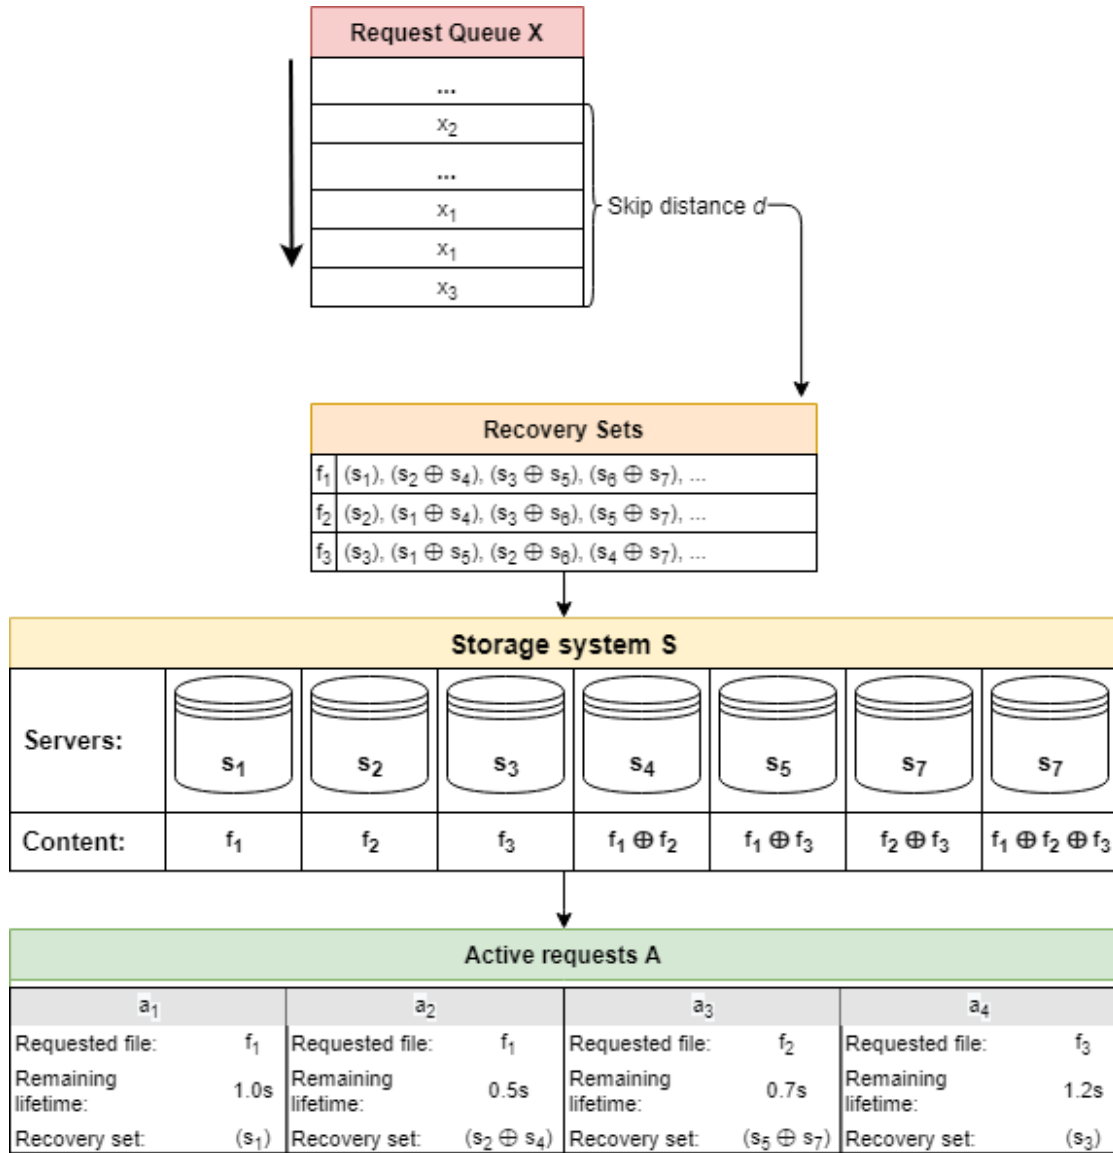 Request Queue X
...
x₂
...
x₁
x₁
x₃
Skip distance d
Recovery Sets
f₁ (s₁), (s₂ ⊕ s₄), (s₃ ⊕ s₅), (s₆ ⊕ s₇), ...
f₂ (s₂), (s₁ ⊕ s₄), (s₃ ⊕ s₆), (s₅ ⊕ s₇), ...
f₃ (s₃), (s₁ ⊕ s₅), (s₂ ⊕ s₆), (s₄ ⊕ s₇), ...
Storage system S
Servers: s₁ s₂ s₃ s₄ s₅ s₇ s₇
Content: f₁ f₂ f₃ f₁ ⊕ f₂ f₁ ⊕ f₃ f₂ ⊕ f₃ f₁ ⊕ f₂ ⊕ f₃
Active requests A
a₁
Requested file: f₁
Remaining
lifetime: 1.0s
Recovery set: (s₁)
a₂
Requested file: f₁
Remaining
lifetime: 0.5s
Recovery set: (s₂ ⊕ s₄)
a₃
Requested file: f₂
Remaining
lifetime: 0.7s
Recovery set: (s₅ ⊕ s₇)
a₄
Requested file: f₃
Remaining
lifetime: 1.2s
Recovery set: (s₃)